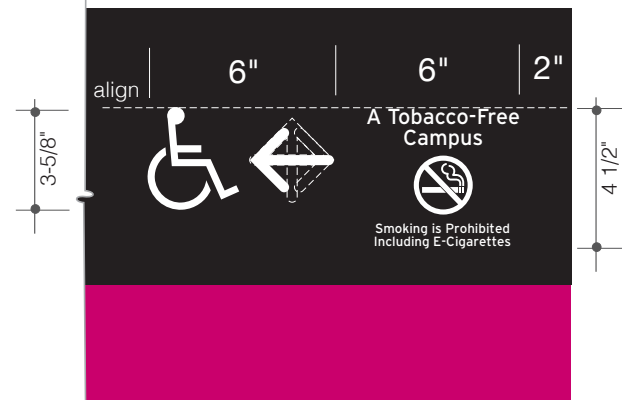 6" 6" 2"
align
3-5/8"
4 1/2"
A Tobacco-Free
Campus
Smoking is Prohibited
Including E-Cigarettes